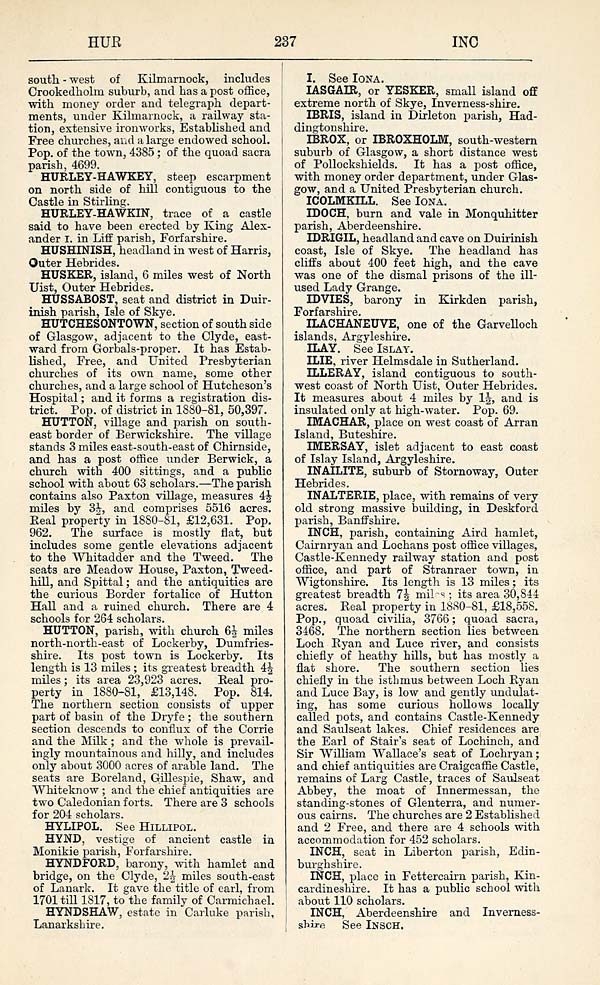 HUR 237 INC
south-west of Kilmarnock, includes
Crookedholm suburb, and has a post office,
with money order and telegraph depart-
ments, under Kilmarnock, a railway sta-
tion, extensive ironworks, Established and
Free churches, and a large endowed school.
Pop. of the town, 4385; of the quoad sacra
parish, 4699.
HURLEY-HAWKEY, steep escarpment
on north side of hill contiguous to the
Castle in Stirling.
HURLEY-HAWKIN, trace of a castle
said to have been erected by King Alex-
ander I. in Liff parish, Forfarshire.
HUSHINISH, headland in west of Harris,
Outer Hebrides.
HUSKER, island, 6 miles west of North
Uist, Outer Hebrides.
HUSSABOST, seat and district in Duir-
inish parish, Isle of Skye.
HUTCHESONTOWN, section of south side
of Glasgow, adjacent to the Clyde, east-
ward from Gorbals-proper. It has Estab-
lished, Free, and United Presbyterian
churches of its own name, some other
churches, and a large school of Hutcheson's
Hospital; and it forms a registration dis-
trict. Pop. of district in 1880-81, 50,397.
HUTTON, village and parish on south-
east border of Berwickshire. The village
stands 3 miles east-south-east of Chirnside,
and has a post office under Berwick, a
church with 400 sittings, and a public
school with about 63 scholars.—The parish
contains also Paxton village, measures 4½
miles by 3½, and comprises 5516 acres.
Real property in 1880-81, £12,631. Pop.
962. The surface is mostly flat, but
includes some gentle elevations adjacent
to the Whitadder and the Tweed. The
seats are Meadow House, Paxton, Tweed-
hill, and Spittal; and the antiquities are
the curious Border fortalice of Hutton
Hall and a ruined church. There are 4
schools for 264 scholars.
HUTTON, parish, with church 6½ miles
north-north-east of Lockerby, Dumfries-
shire. Its post town is Lockerby. Its
length is 13 miles; its greatest breadth 4½
miles; its area 23,923 acres. Real pro-
perty in 1880-81, £13,148. Pop. 814.
The northern section consists of upper
part of basin of the Dryfe; the southern
section descends to conflux of the Corrie
and the Milk; and the whole is prevail-
ingly mountainous and hilly, and includes
only about 3000 acres of arable land. The
seats are Boreland, Gillespie, Shaw, and
Whiteknow; and the chief antiquities are
two Caledonian forts. There are 3 schools
for 204 scholars.
HYLIPOL. See HILLIPOL.
HYND, vestige of ancient castle in
Monikie parish, Forfarshire.
HYNDFORD, barony, with hamlet and
bridge, on the Clyde, 2½ miles south-east
of Lanark. It gave the title of earl, from
1701 till 1817, to the family of Carmichael.
HYNDSHAW, estate in Carluke parish,
Lanarkshire.
I. See IONA.
IASGAIR, or YESKER, small island off
extreme north of Skye, Inverness-shire.
IBRIS, island in Dirleton parish, Had-
dingtonshire.
IBROX, or IBROXHOLM, south-western
suburb of Glasgow, a short distance west
of Pollockshields. It has a post office,
with money order department, under Glas-
gow, and a United Presbyterian church.
ICOLMKILL. See IONA.
IDOCH, burn and vale in Monquhitter
parish, Aberdeenshire.
IDRIGIL, headland and cave on Duirinish
coast, Isle of Skye. The headland has
cliffs about 400 feet high, and the cave
was one of the dismal prisons of the ill-
used Lady Grange.
IDVIES, barony in Kirkden parish,
Forfarshire.
ILACHANEUVE, one of the Garvelloch
islands, Argyleshire.
ILAY. See ISLAY.
ILIE, river Helmsdale in Sutherland.
ILLERAY, island contiguous to south-
west coast of North Uist, Outer Hebrides.
It measures about 4 miles by 1½, and is
insulated only at high-water. Pop. 69.
IMACHAR, place on west coast of Arran
Island, Buteshire.
IMERSAY, islet adjacent to east coast
of Islay Island, Argyleshire.
INAILITE, suburb of Stornoway, Outer
Hebrides.
INALTERIE, place, with remains of very
old strong massive building, in Deskford
parish, Banffshire.
INCH, parish, containing Aird hamlet,
Cairnryan and Lochans post office villages,
Castle-Kennedy railway station and post
office, and part of Stranraer town, in
Wigtonshire. Its length is 13 miles; its
greatest breadth 7½ miles; its area 30,844
acres. Real property in 1880-81, £18,558.
Pop., quoad civilia, 3766; quoad sacra,
3468. The northern section lies between
Loch Ryan and Luce river, and consists
chiefly of heathy hills, but has mostly a
flat shore. The southern section lies
chiefly in the isthmus between Loch Ryan
and Luce Bay, is low and gently undulat-
ing, has some curious hollows locally
called pots, and contains Castle-Kennedy
and Saulseat lakes. Chief residences are
the Earl of Stair's seat of Lochinch, and
Sir William Wallace's seat of Lochryan;
and chief antiquities are Craigcaffie Castle,
remains of Larg Castle, traces of Saulseat
Abbey, the moat of Innermessan, the
standing-stones of Glenterra, and numer-
ous cairns. The churches are 2 Established
and 2 Free, and there are 4 schools with
accommodation for 452 scholars.
INCH, seat in Liberton parish, Edin-
burghshire.
INCH, place in Fettercairn parish, Kin-
cardineshire. It has a public school with
about 110 scholars.
INCH, Aberdeenshire and Inverness-
shire See INSCH.